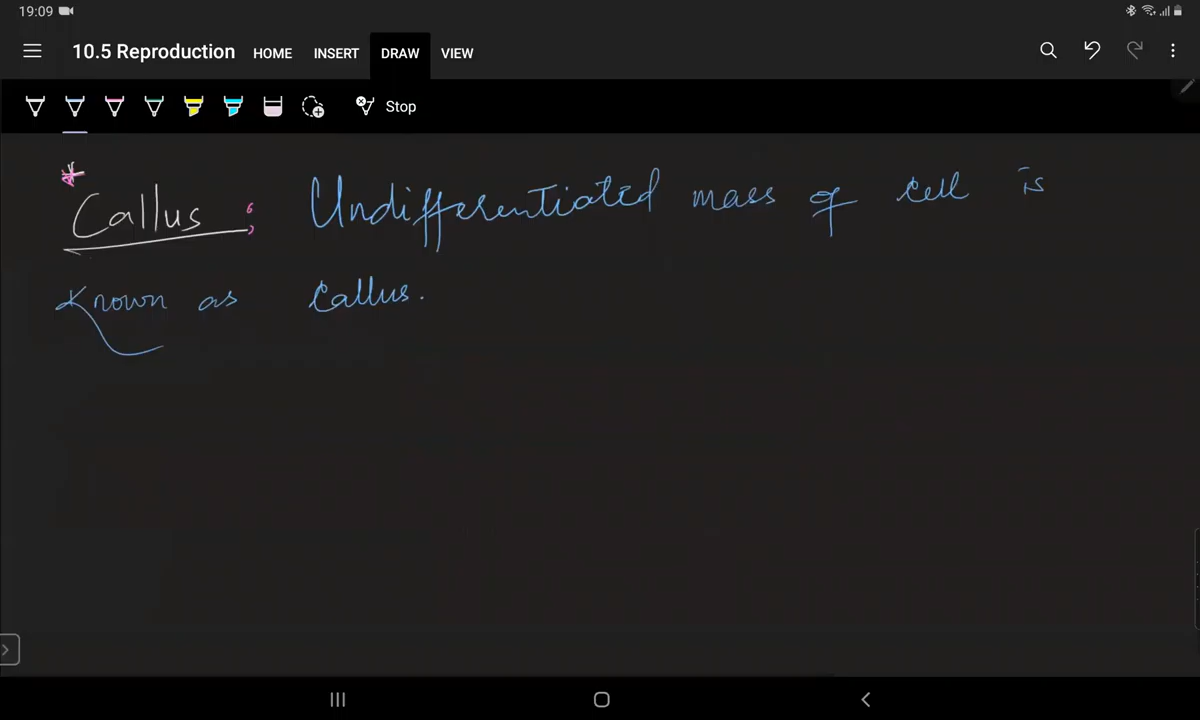 19:09
10.5 Reproduction HOME INSERT DRAW VIEW
Stop
* Callus : Undifferentiated mass of cell is
known as Callus.